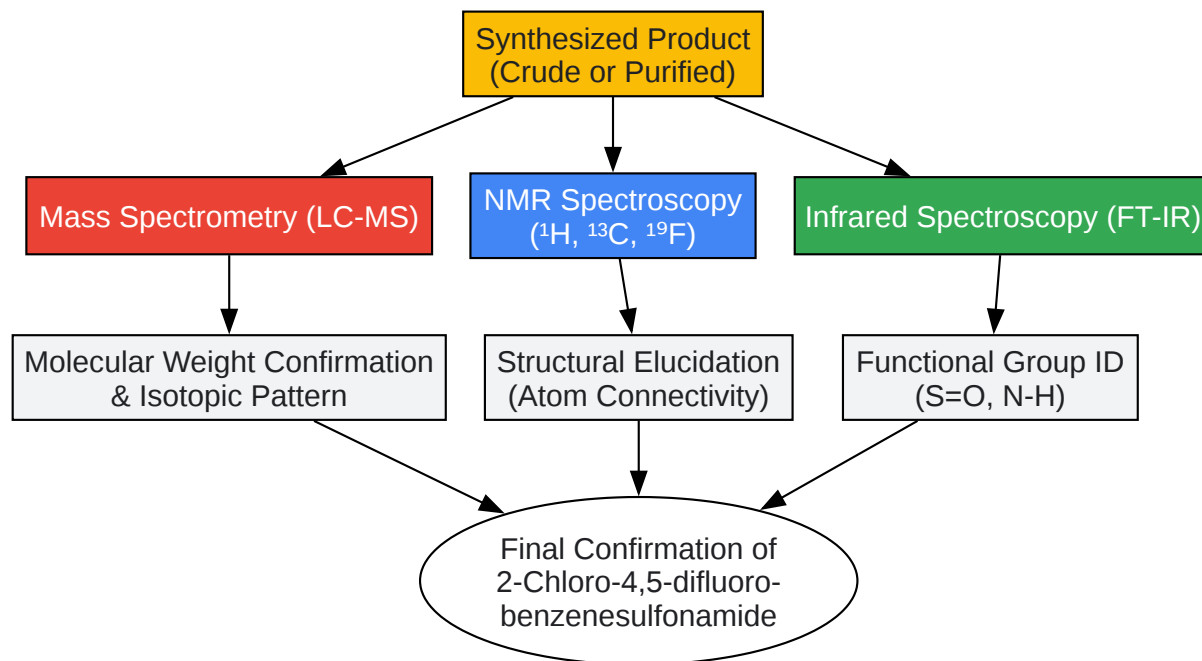 Synthesized Product
(Crude or Purified)
Mass Spectrometry (LC-MS)
NMR Spectroscopy
(¹H, ¹³C, ¹⁹F)
Infrared Spectroscopy (FT-IR)
Molecular Weight Confirmation
& Isotopic Pattern
Structural Elucidation
(Atom Connectivity)
Functional Group ID
(S=O, N-H)
Final Confirmation of
2-Chloro-4,5-difluoro-
benzenesulfonamide